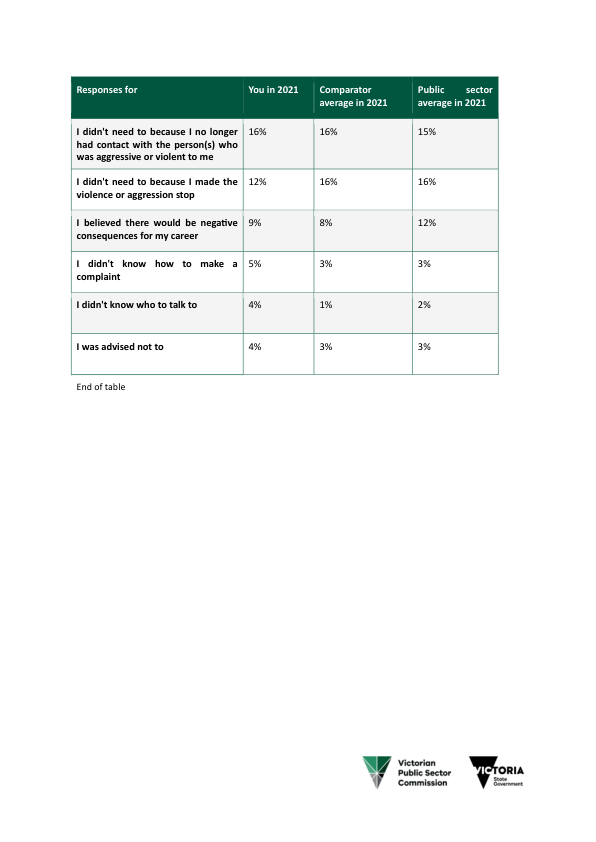 Responses for
You in 2021
Comparator
average in 2021
Public sector
average in 2021
I didn't need to because I no longer
had contact with the person(s) who
was aggressive or violent to me
16%
16%
15%
I didn't need to because I made the
violence or aggression stop
12%
16%
16%
I believed there would be negative
consequences for my career
9%
8%
12%
I didn't know how to make a
complaint
5%
3%
3%
I didn't know who to talk to
4%
1%
2%
I was advised not to
4%
3%
3%
End of table
Victorian
Public Sector
Commission
VICTORIA
State
Government